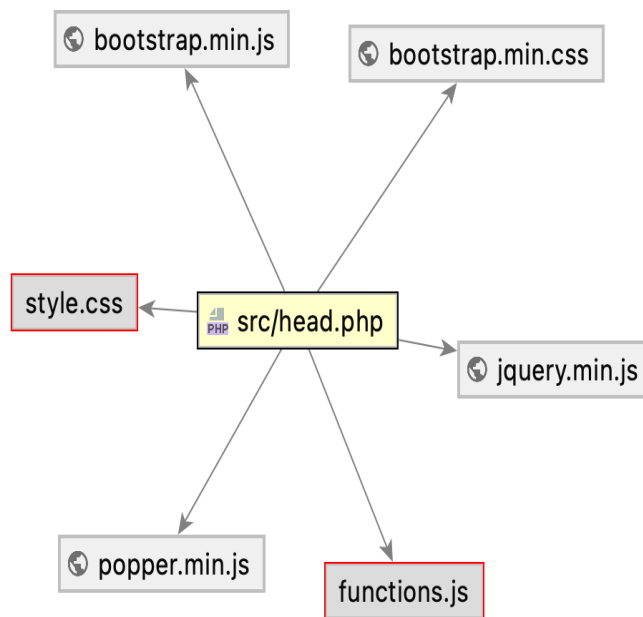 bootstrap.min.js
bootstrap.min.css
style.css
PHP src/head.php
jquery.min.js
popper.min.js
functions.js